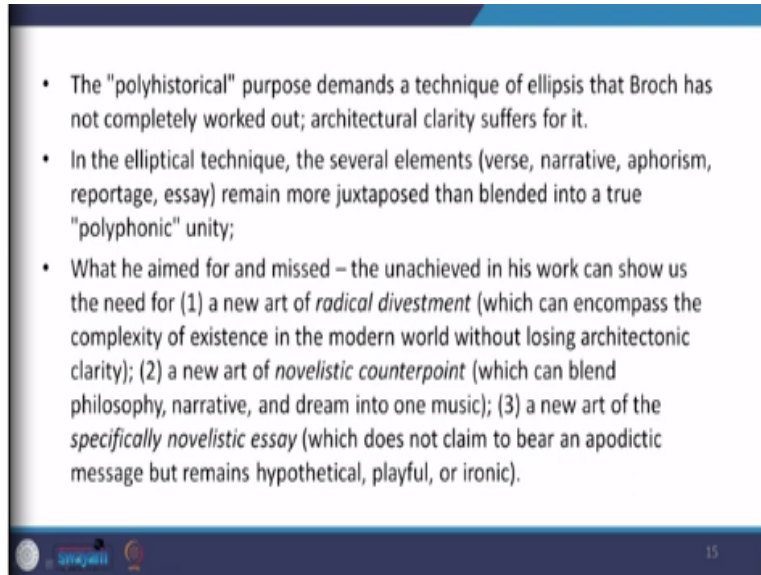 • The "polyhistorical" purpose demands a technique of ellipsis that Broch has
not completely worked out; architectural clarity suffers for it.
• In the elliptical technique, the several elements (verse, narrative, aphorism,
reportage, essay) remain more juxtaposed than blended into a true
"polyphonic" unity;
• What he aimed for and missed – the unachieved in his work can show us
the need for (1) a new art of radical divestment (which can encompass the
complexity of existence in the modern world without losing architectonic
clarity); (2) a new art of novelistic counterpoint (which can blend
philosophy, narrative, and dream into one music); (3) a new art of the
specifically novelistic essay (which does not claim to bear an apodictic
message but remains hypothetical, playful, or ironic).
swayam
15